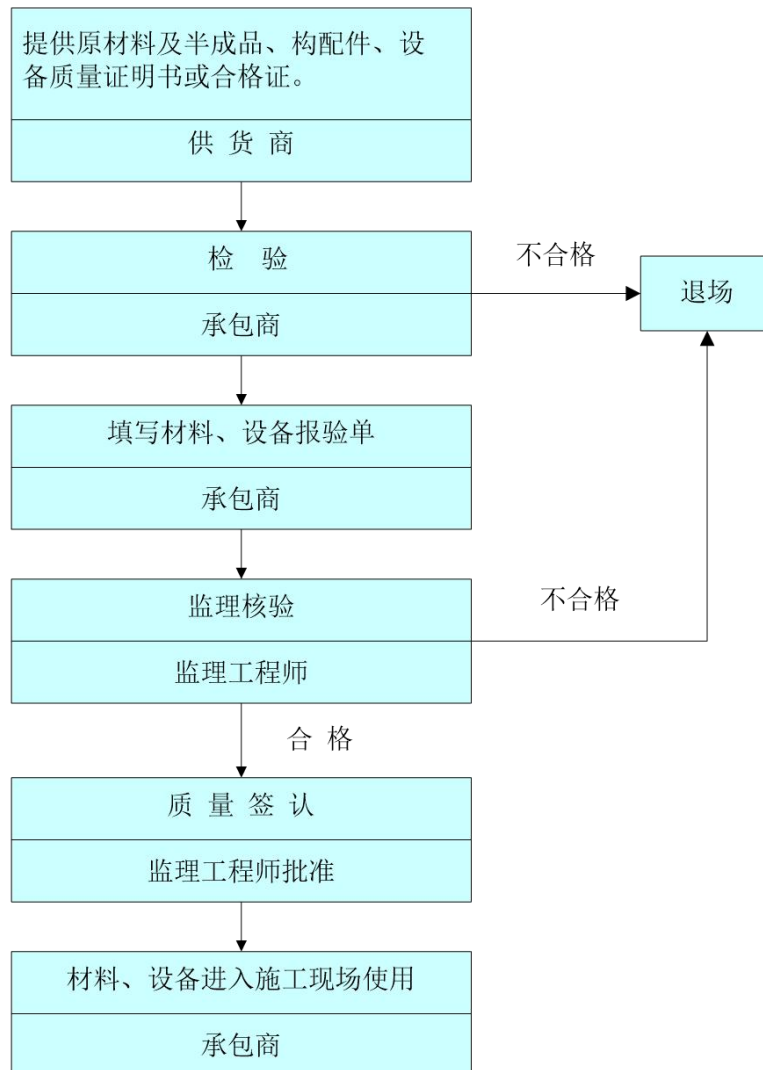 提供原材料及半成品、构配件、设
备质量证明书或合格证。
供 货 商
检 验
不合格
退场
承包商
填写材料、设备报验单
承包商
监理核验
不合格
监理工程师
合 格
质 量 签 认
监理工程师批准
材料、设备进入施工现场使用
承包商